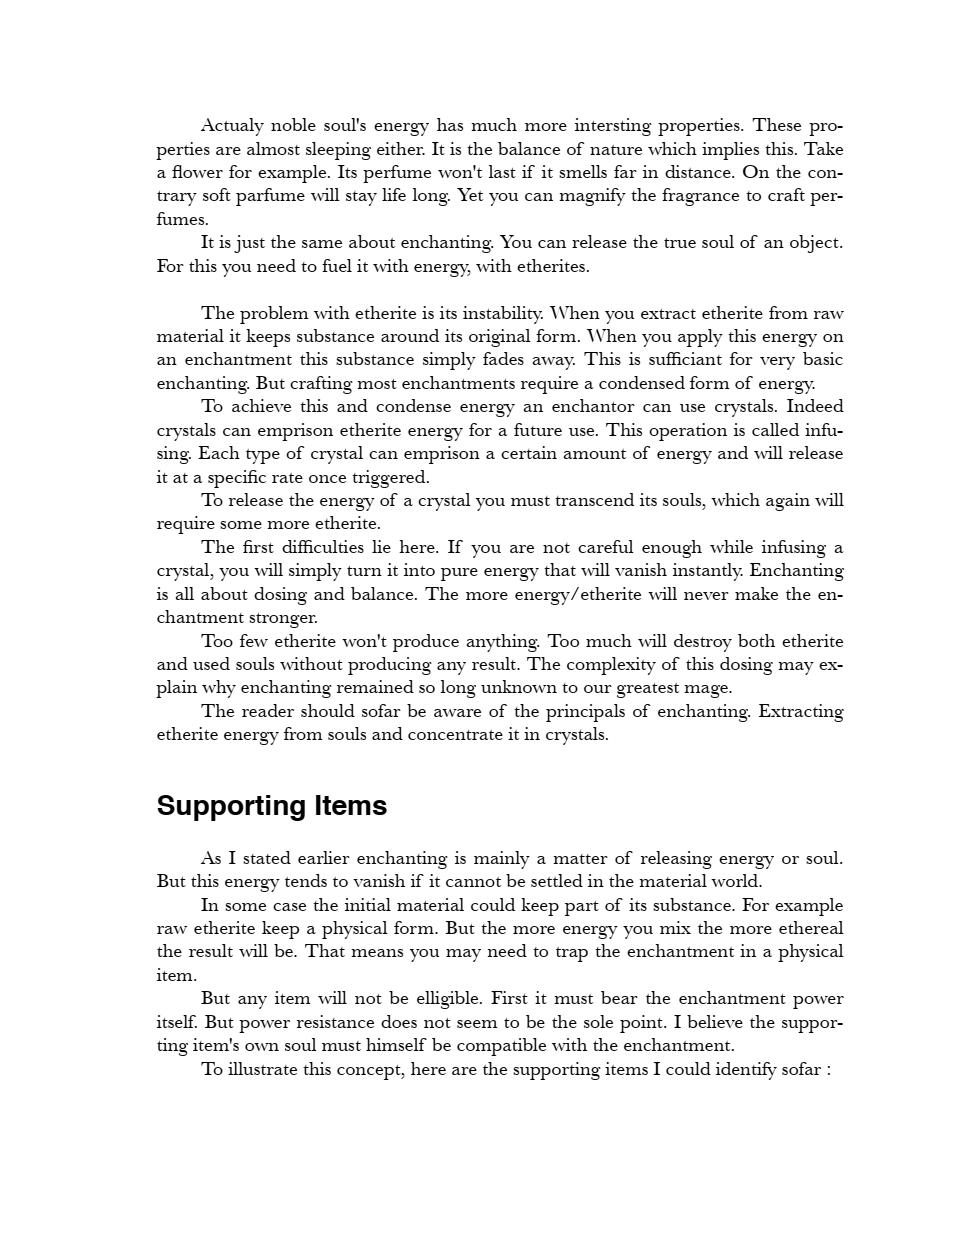 Actualy noble soul's energy has much more intersting properties. These pro-
perties are almost sleeping either. It is the balance of nature which implies this. Take
a flower for example. Its perfume won't last if it smells far in distance. On the con-
trary soft parfume will stay life long. Yet you can magnify the fragrance to craft per-
fumes.
It is just the same about enchanting. You can release the true soul of an object.
For this you need to fuel it with energy, with etherites.
The problem with etherite is its instability. When you extract etherite from raw
material it keeps substance around its original form. When you apply this energy on
an enchantment this substance simply fades away. This is sufficiant for very basic
enchanting. But crafting most enchantments require a condensed form of energy.
To achieve this and condense energy an enchantor can use crystals. Indeed
crystals can emprison etherite energy for a future use. This operation is called infu-
sing. Each type of crystal can emprison a certain amount of energy and will release
it at a specific rate once triggered.
To release the energy of a crystal you must transcend its souls, which again will
require some more etherite.
The first difficulties lie here. If you are not careful enough while infusing a
crystal, you will simply turn it into pure energy that will vanish instantly. Enchanting
is all about dosing and balance. The more energy/etherite will never make the en-
chantment stronger.
Too few etherite won't produce anything. Too much will destroy both etherite
and used souls without producing any result. The complexity of this dosing may ex-
plain why enchanting remained so long unknown to our greatest mage.
The reader should sofar be aware of the principals of enchanting. Extracting
etherite energy from souls and concentrate it in crystals.
Supporting Items
As I stated earlier enchanting is mainly a matter of releasing energy or soul.
But this energy tends to vanish if it cannot be settled in the material world.
In some case the initial material could keep part of its substance. For example
raw etherite keep a physical form. But the more energy you mix the more ethereal
the result will be. That means you may need to trap the enchantment in a physical
item.
But any item will not be elligible. First it must bear the enchantment power
itself. But power resistance does not seem to be the sole point. I believe the suppor-
ting item's own soul must himself be compatible with the enchantment.
To illustrate this concept, here are the supporting items I could identify sofar :